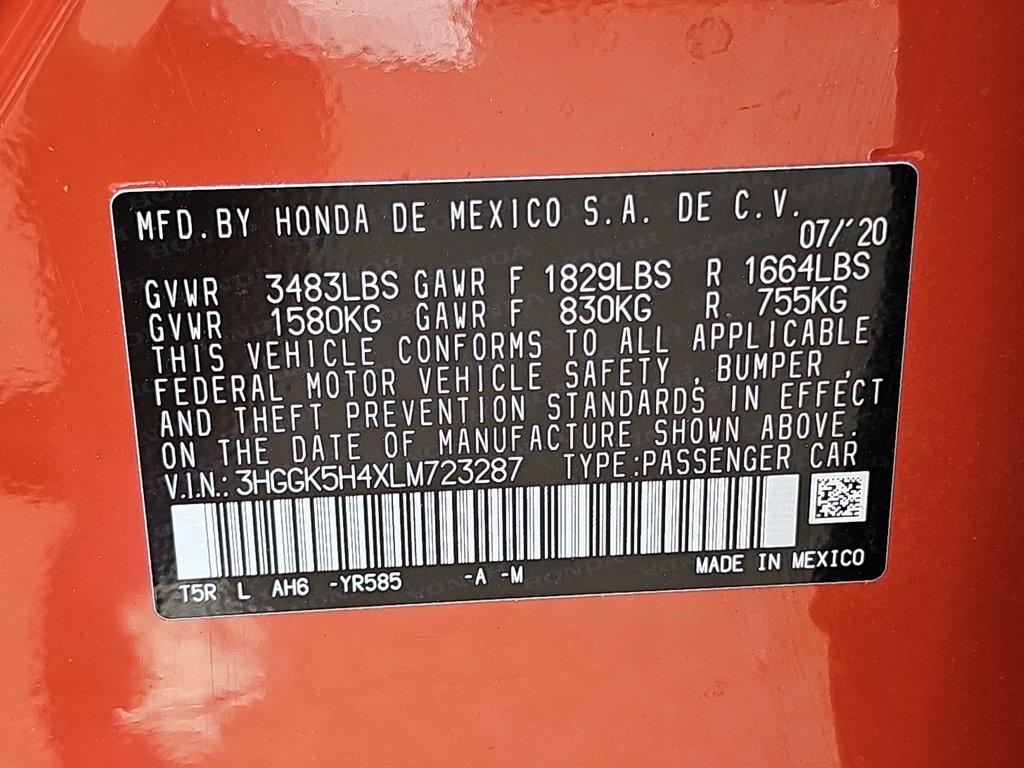 MFD. BY HONDA DE MEXICO S.A. DE C.V.
07/'20
GVWR 3483LBS GAWR F 1829LBS R 1664LBS
GVWR 1580KG GAWR F 830KG R 755KG
THIS VEHICLE CONFORMS TO ALL APPLICABLE
FEDERAL MOTOR VEHICLE SAFETY , BUMPER ,
AND THEFT PREVENTION STANDARDS IN EFFECT
ON THE DATE OF MANUFACTURE SHOWN ABOVE.
V.I.N.: 3HGGK5H4XLM723287 TYPE:PASSENGER CAR
T5R L AH6 -YR585 -A -M MADE IN MEXICO